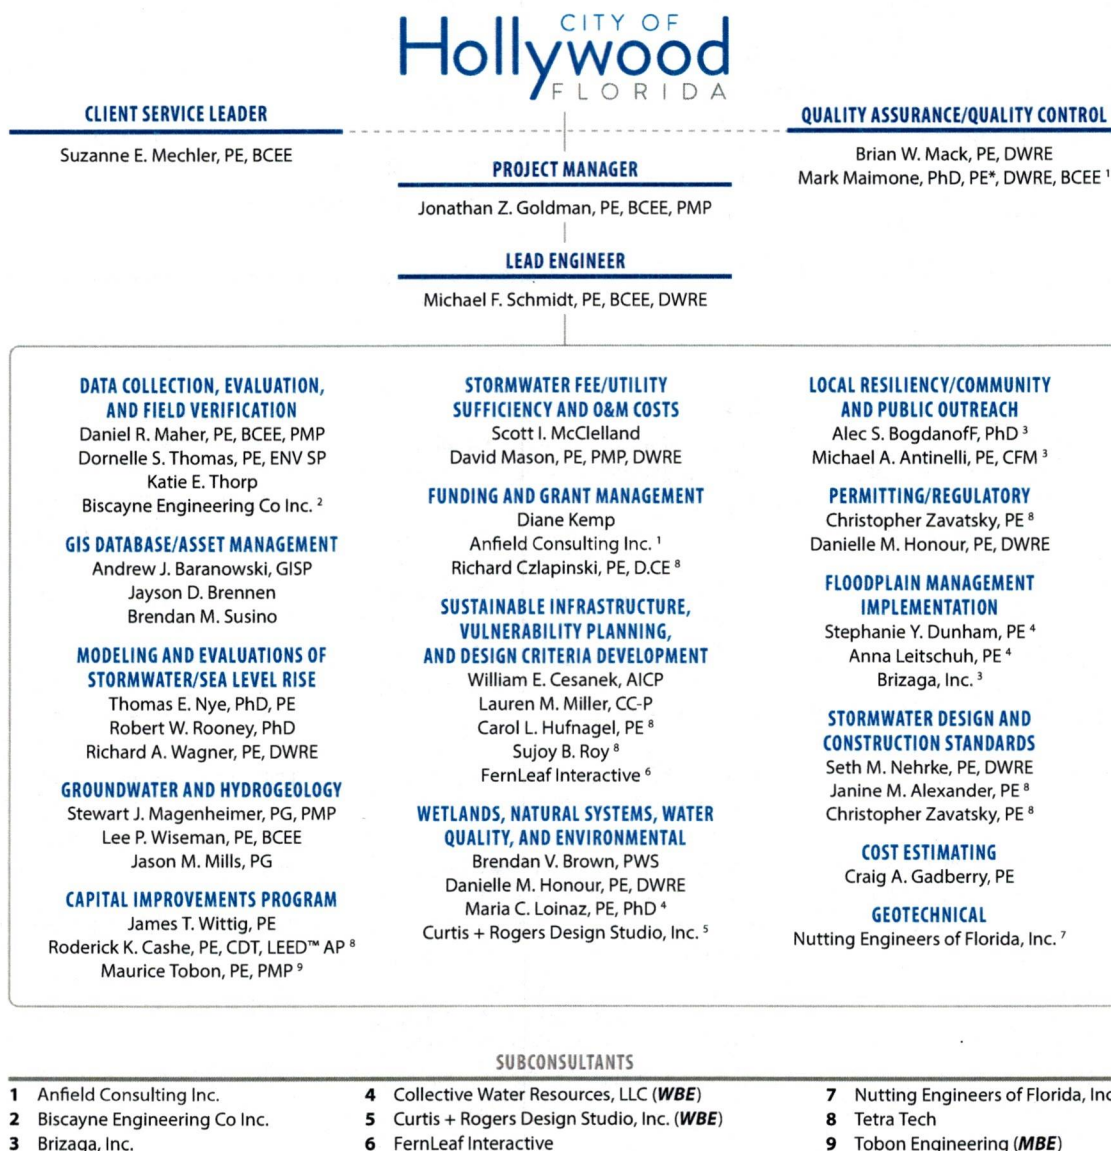 CITY OF
Hollywood
FLORIDA
CLIENT SERVICE LEADER
Suzanne E. Mechler, PE, BCEE
QUALITY ASSURANCE/QUALITY CONTROL
Brian W. Mack, PE, DWRE
Mark Maimone, PhD, PE*, DWRE, BCEE ¹
PROJECT MANAGER
Jonathan Z. Goldman, PE, BCEE, PMP
LEAD ENGINEER
Michael F. Schmidt, PE, BCEE, DWRE
DATA COLLECTION, EVALUATION,
AND FIELD VERIFICATION
Daniel R. Maher, PE, BCEE, PMP
Dornelle S. Thomas, PE, ENV SP
Katie E. Thorp
Biscayne Engineering Co Inc. ²
GIS DATABASE/ASSET MANAGEMENT
Andrew J. Baranowski, GISP
Jayson D. Brennen
Brendan M. Susino
MODELING AND EVALUATIONS OF
STORMWATER/SEA LEVEL RISE
Thomas E. Nye, PhD, PE
Robert W. Rooney, PhD
Richard A. Wagner, PE, DWRE
GROUNDWATER AND HYDROGEOLOGY
Stewart J. Magenheimer, PG, PMP
Lee P. Wiseman, PE, BCEE
Jason M. Mills, PG
CAPITAL IMPROVEMENTS PROGRAM
James T. Wittig, PE
Roderick K. Cashe, PE, CDT, LEED™ AP ⁸
Maurice Tobon, PE, PMP ⁹
STORMWATER FEE/UTILITY
SUFFICIENCY AND O&M COSTS
Scott I. McClelland
David Mason, PE, PMP, DWRE
FUNDING AND GRANT MANAGEMENT
Diane Kemp
Anfield Consulting Inc. ¹
Richard Czlapinski, PE, D.CE ⁸
SUSTAINABLE INFRASTRUCTURE,
VULNERABILITY PLANNING,
AND DESIGN CRITERIA DEVELOPMENT
William E. Cesanek, AICP
Lauren M. Miller, CC-P
Carol L. Hufnagel, PE ⁸
Sujoy B. Roy ⁸
FernLeaf Interactive ⁶
WETLANDS, NATURAL SYSTEMS, WATER
QUALITY, AND ENVIRONMENTAL
Brendan V. Brown, PWS
Danielle M. Honour, PE, DWRE
Maria C. Loinaz, PE, PhD ⁴
Curtis + Rogers Design Studio, Inc. ⁵
LOCAL RESILIENCY/COMMUNITY
AND PUBLIC OUTREACH
Alec S. BogdanofF, PhD ³
Michael A. Antinelli, PE, CFM ³
PERMITTING/REGULATORY
Christopher Zavatsky, PE ⁸
Danielle M. Honour, PE, DWRE
FLOODPLAIN MANAGEMENT
IMPLEMENTATION
Stephanie Y. Dunham, PE ⁴
Anna Leitschuh, PE ⁴
Brizaga, Inc. ³
STORMWATER DESIGN AND
CONSTRUCTION STANDARDS
Seth M. Nehrke, PE, DWRE
Janine M. Alexander, PE ⁸
Christopher Zavatsky, PE ⁸
COST ESTIMATING
Craig A. Gadberry, PE
GEOTECHNICAL
Nutting Engineers of Florida, Inc. ⁷
SUBCONSULTANTS
1 Anfield Consulting Inc.
2 Biscayne Engineering Co Inc.
3 Brizaga, Inc.
4 Collective Water Resources, LLC (WBE)
5 Curtis + Rogers Design Studio, Inc. (WBE)
6 FernLeaf Interactive
7 Nutting Engineers of Florida, Inc
8 Tetra Tech
9 Tobon Engineering (MBE)